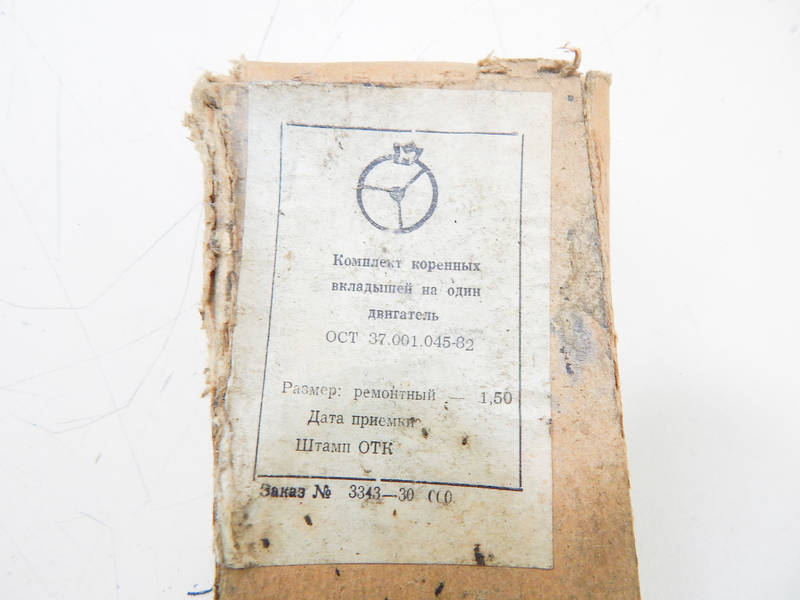 Комплект коренных
вкладышей на один
двигатель
ОСТ 37.001.045-82
Размер: ремонтный — 1,50
Дата приемки
Штамп ОТК
Заказ № 3343—30 000